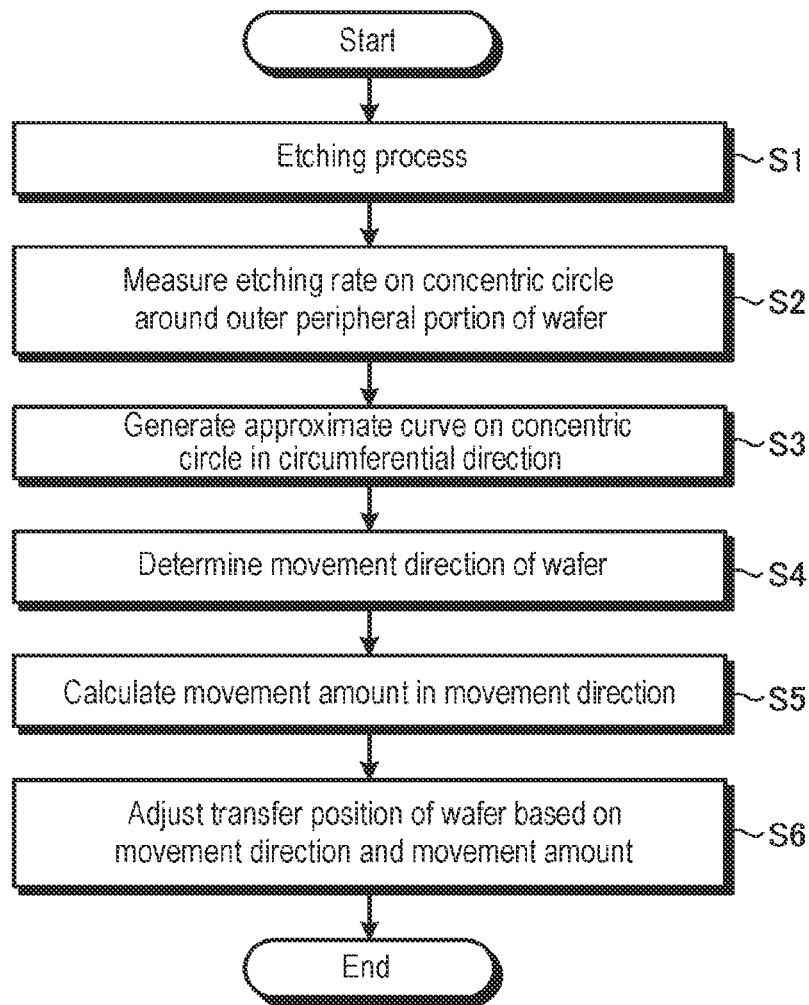 Start
Etching process
S1
Measure etching rate on concentric circle
around outer peripheral portion of wafer
S2
Generate approximate curve on concentric
circle in circumferential direction
S3
Determine movement direction of wafer
S4
Calculate movement amount in movement direction
S5
Adjust transfer position of wafer based on
movement direction and movement amount
S6
End